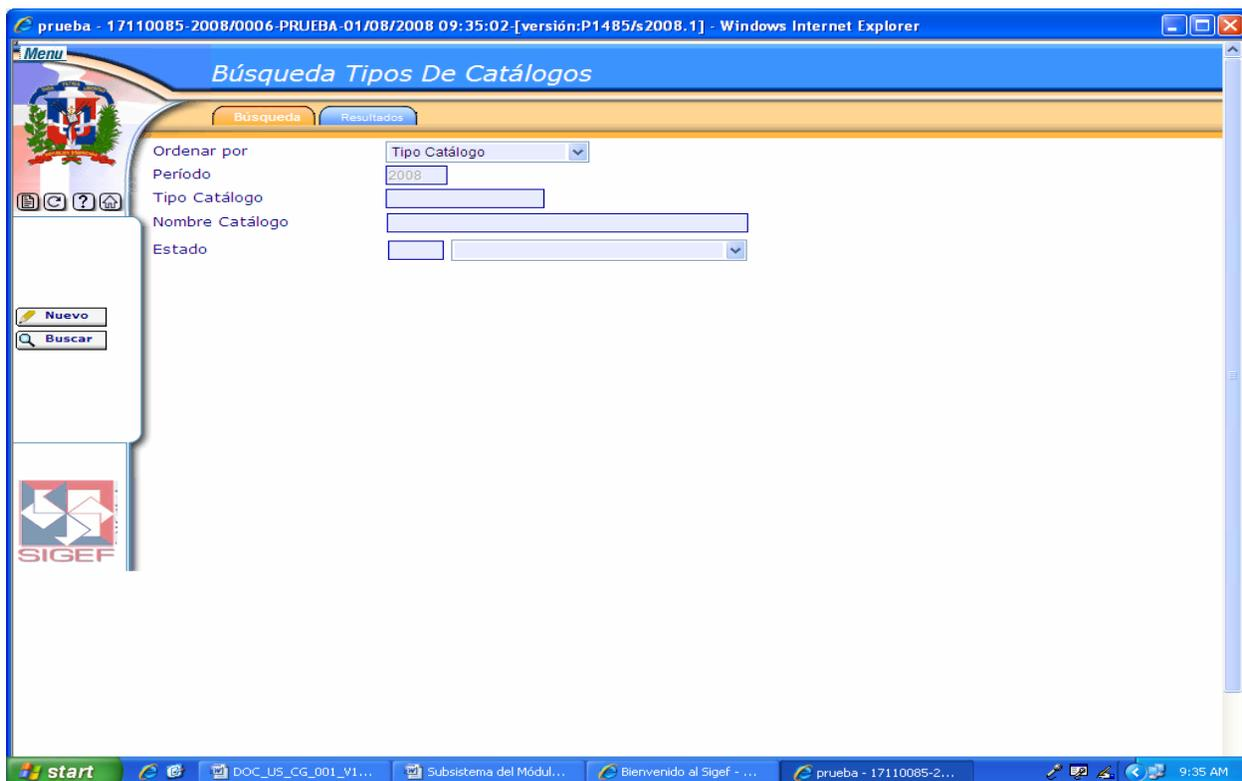 prueba - 17110085-2008/0006-PRUEBA-01/08/2008 09:35:02-[versión:P1485/s2008.1] - Windows Internet Explorer
Menu
Búsqueda Tipos De Catálogos
Búsqueda Resultados
Ordenar por Tipo Catálogo
Período 2008
Tipo Catálogo
Nombre Catálogo
Estado
Nuevo
Buscar
SIGEF
start DOC_US_CG_001_V1... Subsistema del Módul... Bienvenido al Sigef - ... prueba - 17110085-2... 9:35 AM